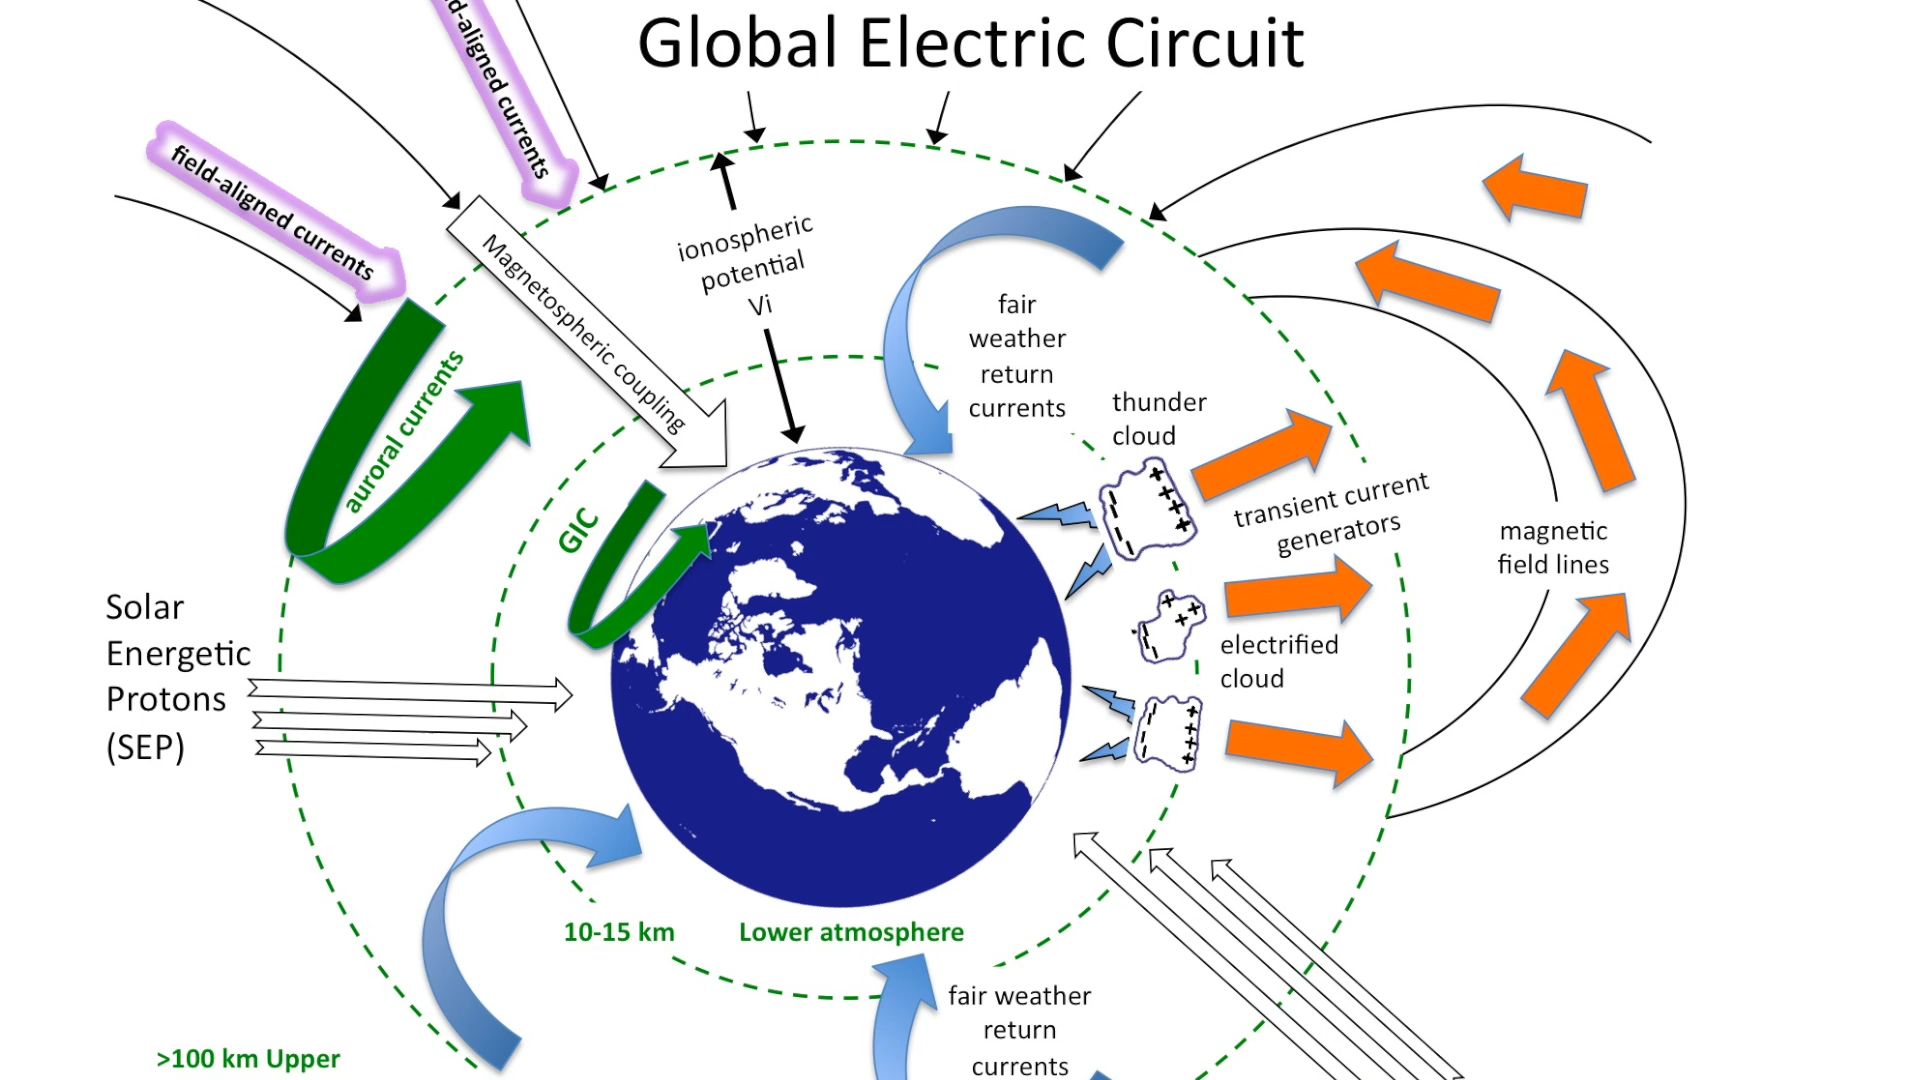 Global Electric Circuit
d-aligned currents
field-aligned currents
Magnetospheric coupling
ionospheric
potential
Vi
fair
weather
return
currents
thunder
cloud
auroral currents
GIC
transient current
generators
magnetic
field lines
Solar
Energetic
Protons
(SEP)
electrified
cloud
+ + + +
+ + +
+ + + +
10-15 km
Lower atmosphere
fair weather
return
currents
>100 km Upper